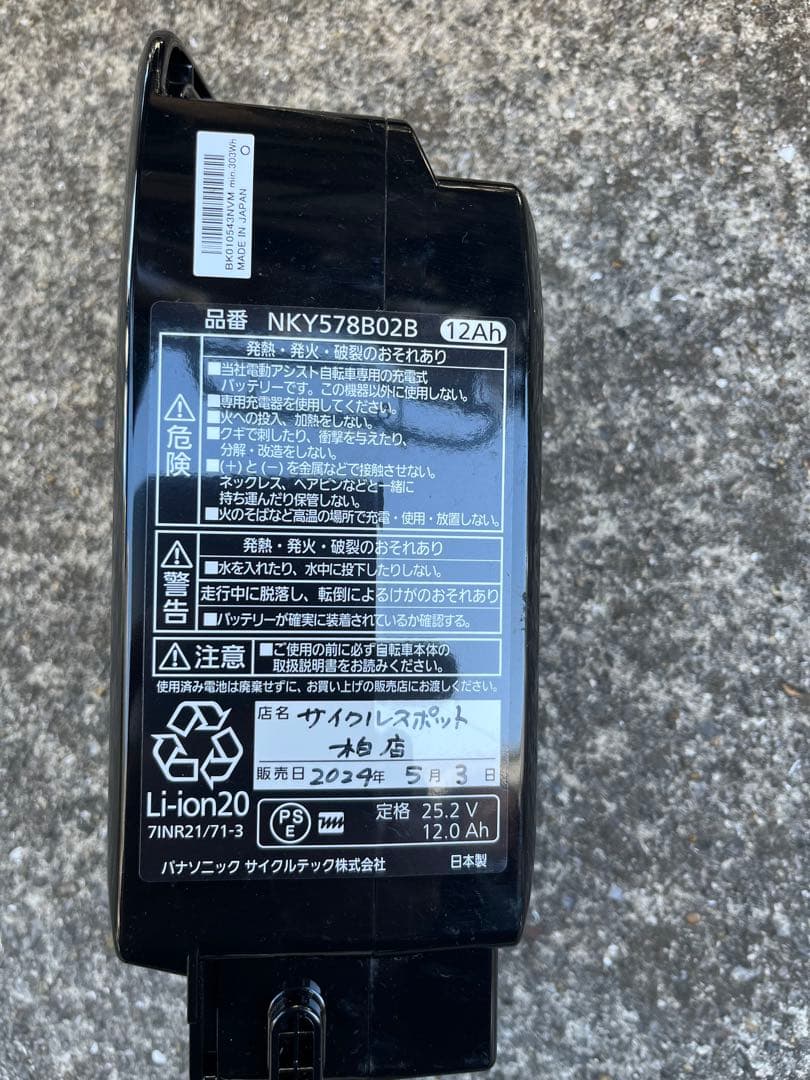 BK010543NVM min.303Wh
MADE IN JAPAN
品番 NKY578B02B 12Ah
危険
発熱・発火・破裂のおそれあり
■当社電動アシスト自転車専用の充電式
バッテリーです。この機器以外に使用しない。
■専用充電器を使用してください。
■火への投入、加熱をしない。
■クギで刺したり、衝撃を与えたり、
分解・改造をしない。
■(+)と(−)を金属などで接触させない。
ネックレス、ヘアピンなどと一緒に
持ち運んだり保管しない。
■火のそばなど高温の場所で充電・使用・放置しない。
警告
発熱・発火・破裂のおそれあり
■水を入れたり、水中に投下したりしない。
走行中に脱落し、転倒によるけがのおそれあり
■バッテリーが確実に装着されているか確認する。
注意
■ご使用の前に必ず自転車本体の
取扱説明書をお読みください。
使用済み電池は廃棄せずに、お買い上げの販売店にお渡しください。
店名 サイクルスポット
柏店
販売日 2024年 5月 3日
Li-ion20
7INR21/71-3
PSE
定格 25.2 V
12.0 Ah
パナソニック サイクルテック株式会社 日本製